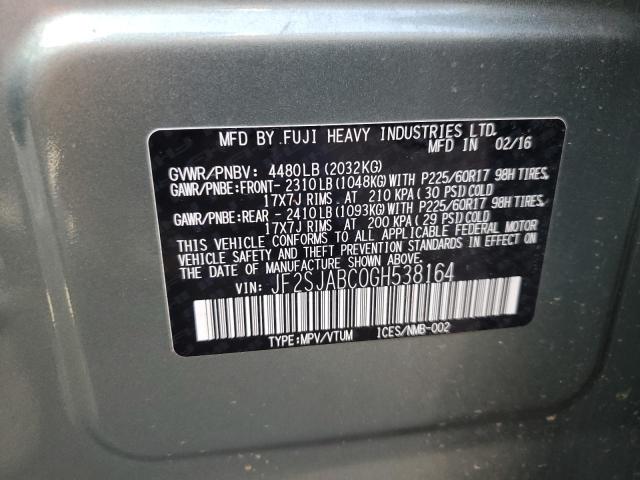 MFD BY FUJI HEAVY INDUSTRIES LTD.
MFD IN 02/16
GVWR/PNBV: 4480LB(2032KG)
GAWR/PNBE:FRONT- 2310LB(1048KG)WITH P225/60R17 98H TIRES,
17X7J RIMS AT 210 KPA(30 PSI)COLD
GAWR/PNBE:REAR - 2410LB(1093KG)WITH P225/60R17 98H TIRES,
17X7J RIMS AT 200 KPA(29 PSI)COLD
THIS VEHICLE CONFORMS TO ALL APPLICABLE FEDERAL MOTOR
VEHICLE SAFETY AND THEFT PREVENTION STANDARDS IN EFFECT
ON THE DATE OF MANUFACTURE SHOWN ABOVE.
VIN: JF2SJABC0GH538164
TYPE:MPV/VTUM ICES/NMB-002